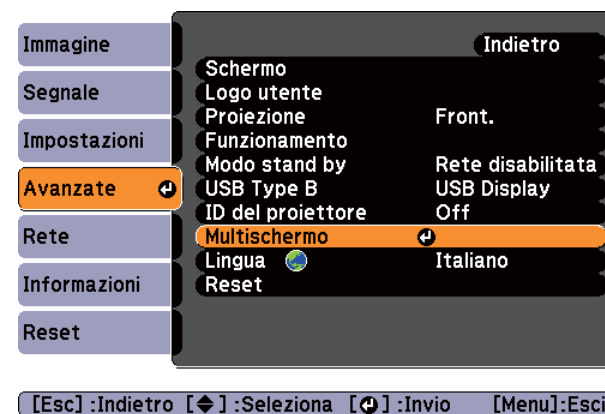 Immagine
Segnale
Impostazioni
Avanzate
Rete
Informazioni
Reset
Indietro
Schermo
Logo utente
Proiezione Front.
Funzionamento
Modo stand by Rete disabilitata
USB Type B USB Display
ID del proiettore Off
Multischermo
Lingua Italiano
Reset
[Esc] :Indietro [◆] :Seleziona [↵] :Invio [Menu]:Esci